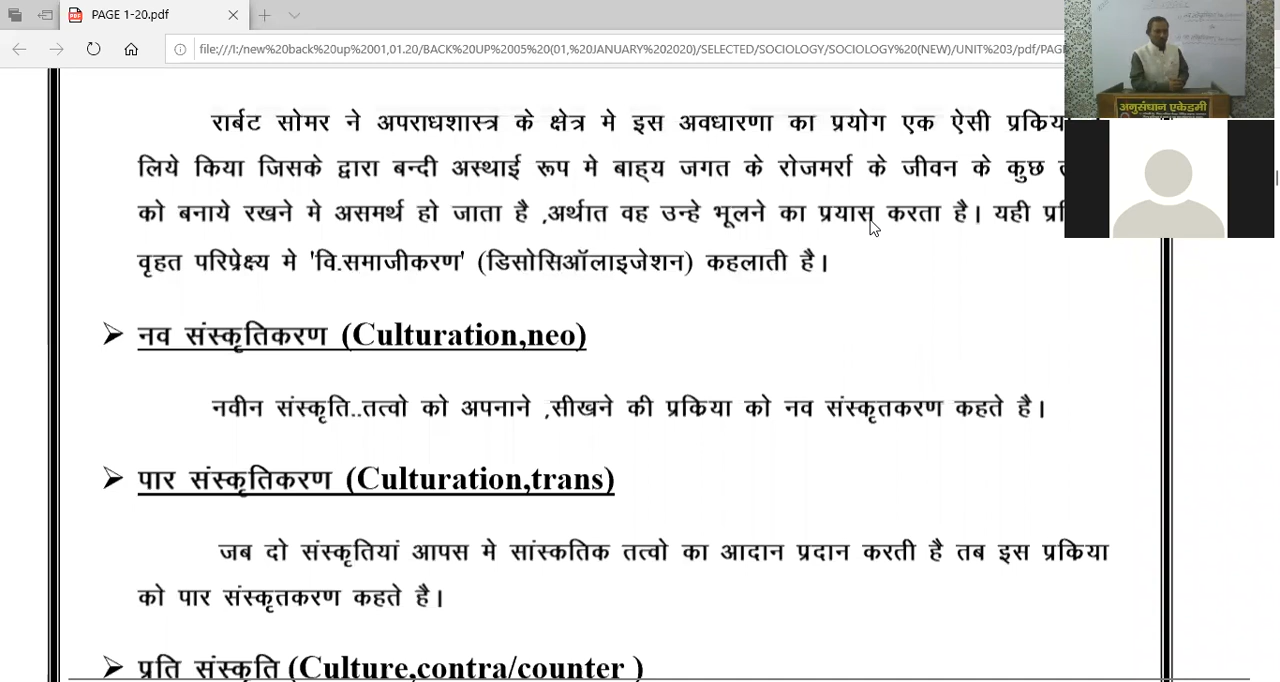 PAGE 1-20.pdf
file:///I:/new%20back%20up%2001,01.20/BACK%20UP%2005%20(01,%20JANUARY%202020)/SELECTED/SOCIOLOGY/SOCIOLOGY%20(NEW)/UNIT%203/pdf/PAG
रार्बट सोमर ने अपराधशास्त्र के क्षेत्र मे इस अवधारणा का प्रयोग एक ऐसी
लिये किया जिसके द्वारा बन्दी अस्थाई रूप मे बाह्य जगत के रोजमर्रा के जीवन के कुछ
को बनाये रखने मे असमर्थ हो जाता है ,अर्थात वह उन्हे भूलने का प्रयास करता है। यही
वृहत परिप्रेक्ष्य मे 'वि.समाजीकरण' (डिसोसिऑलाइजेशन) कहलाती है।
➢ नव संस्कृतिकरण (Culturation,neo)
नवीन संस्कृति..तत्वो को अपनाने ,सीखने की प्रकिया को नव संस्कृतकरण कहते है।
➢ पार संस्कृतिकरण (Culturation,trans)
जब दो संस्कृतियां आपस मे सांस्कतिक तत्वो का आदान प्रदान करती है तब इस प्रकिया
को पार संस्कृतकरण कहते है।
➢ प्रति संस्कृति (Culture,contra/counter )
अनुसंधान एकेडमी